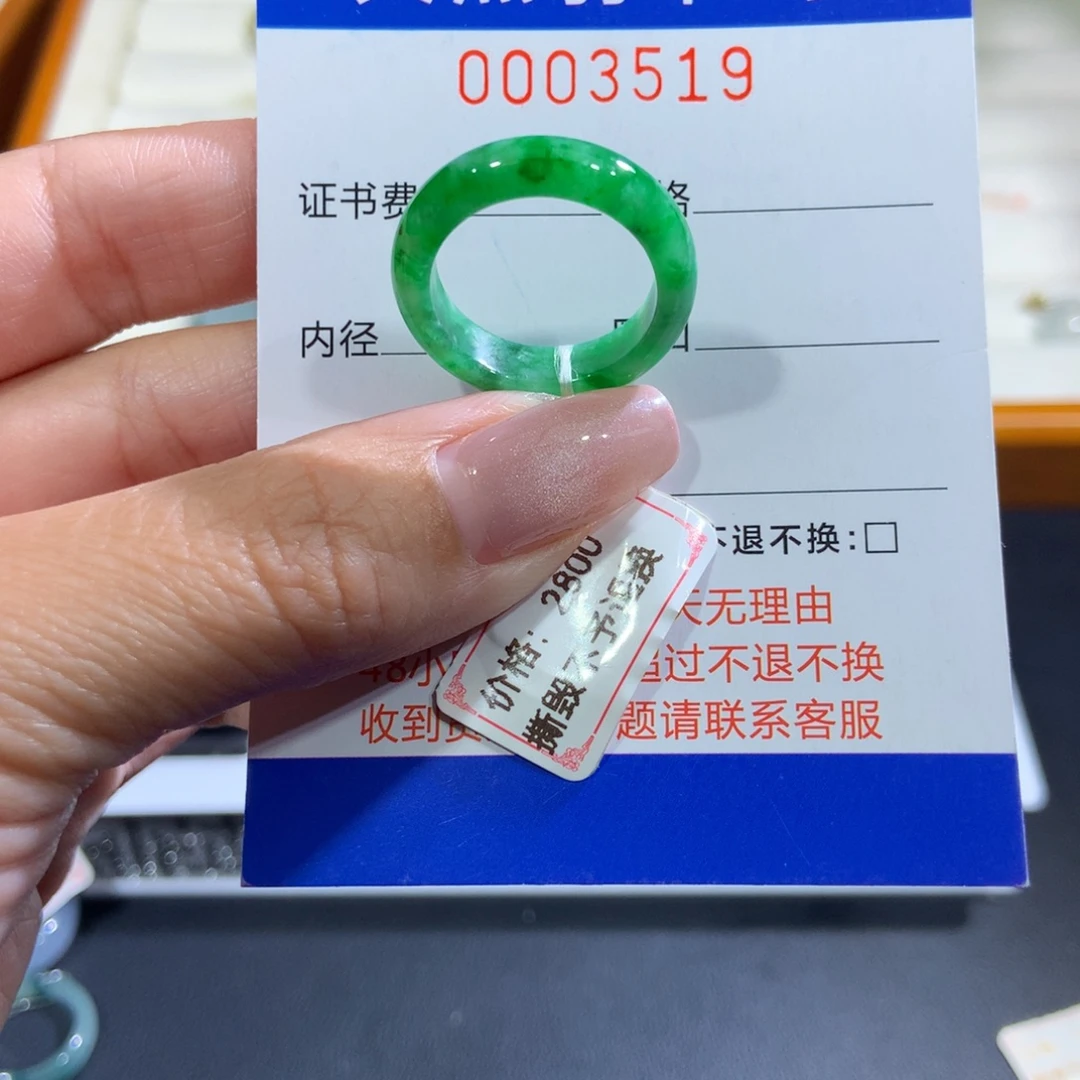 0003519
证书费 格
内径
不退不换:□
天无理由
48小 超过不退不换
收到货 题请联系客服
价格: 2800
撕毁不予退换